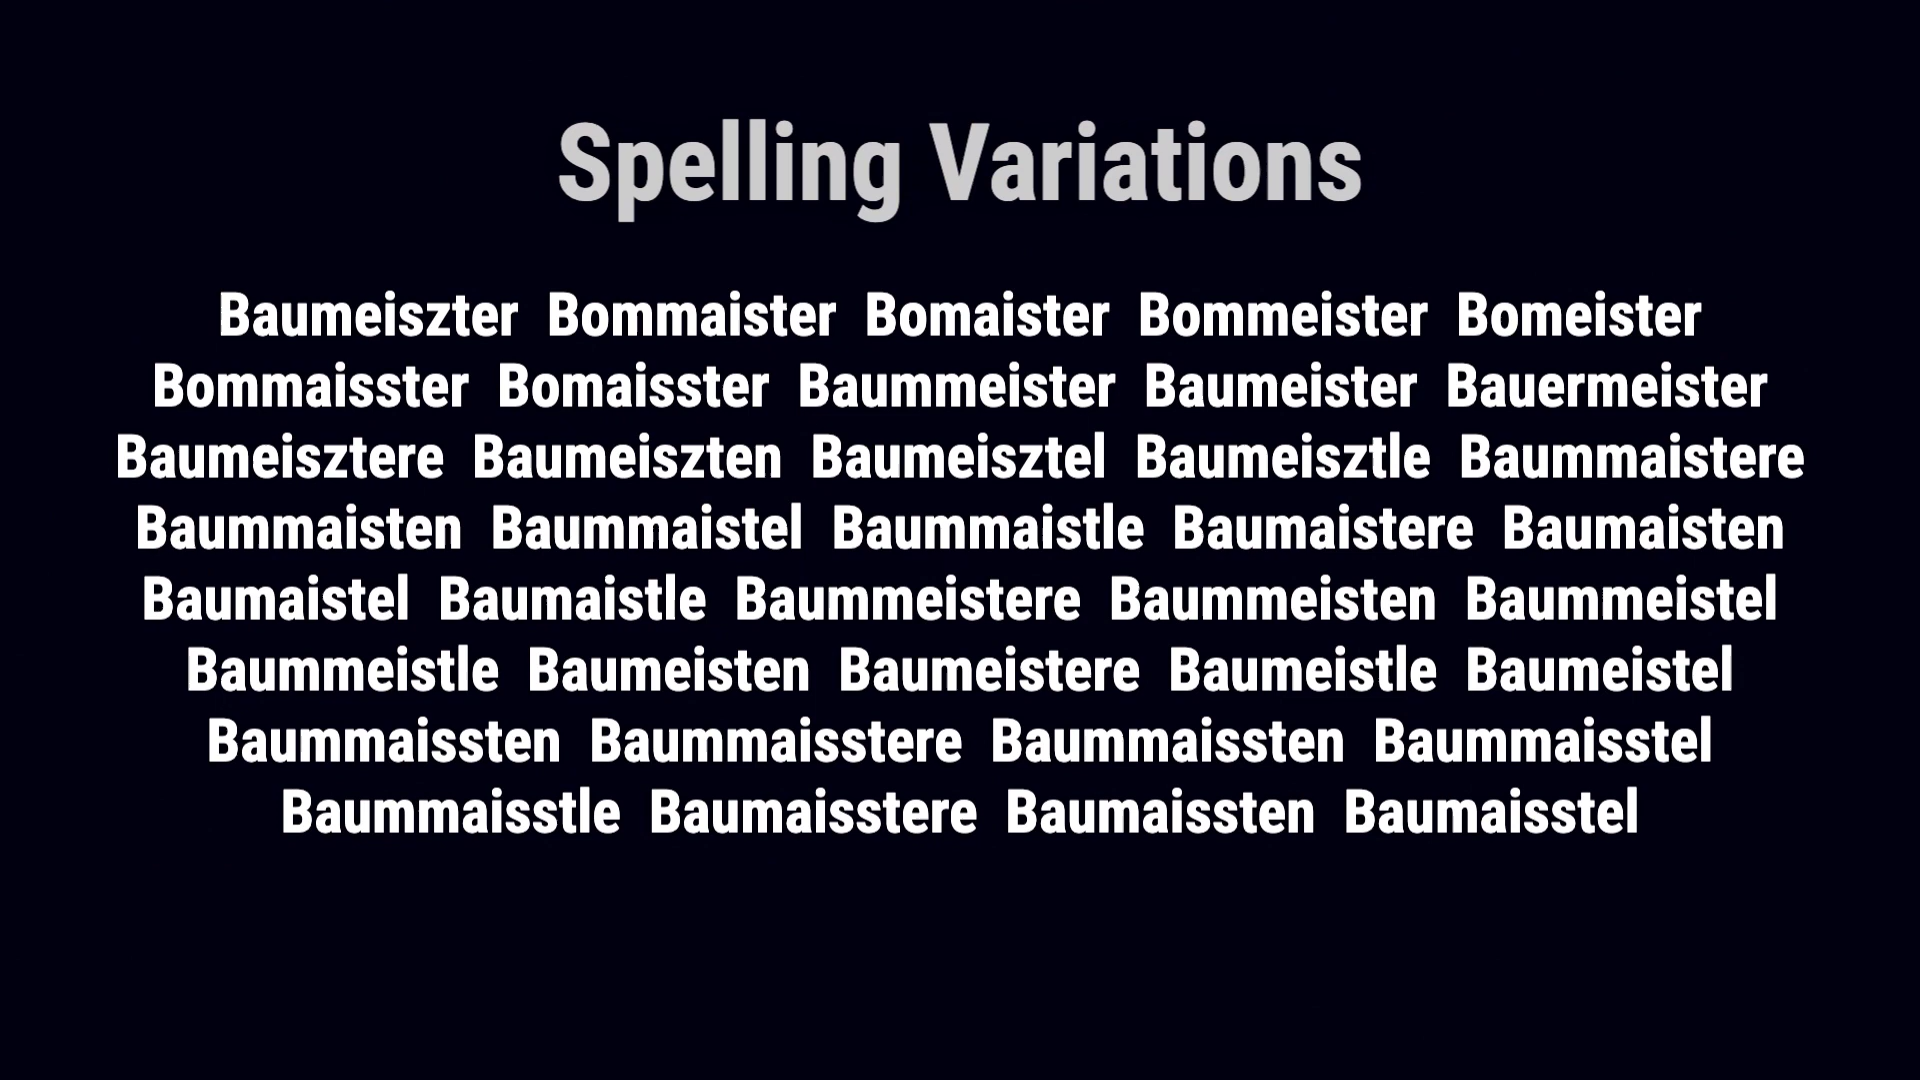 Spelling Variations
Baumeiszter Bommaister Bomaister Bommeister Bomeister
Bommaisster Bomaisster Baummeister Baumeister Bauermeister
Baumeisztere Baumeiszten Baumeisztel Baumeisztle Baummaistere
Baummaisten Baummaistel Baummaistle Baumaistere Baumaisten
Baumaistel Baumaistle Baummeistere Baummeisten Baummeistel
Baummeistle Baumeisten Baumeistere Baumeistle Baumeistel
Baummaissten Baummaisstere Baummaissten Baummaisstel
Baummaisstle Baumaisstere Baumaissten Baumaisstel